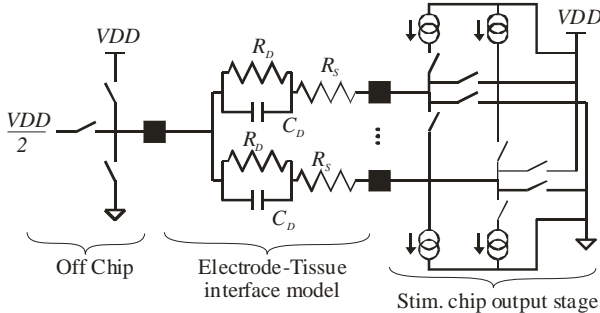 VDD
VDD
R_D
R_S
VDD
2
C_D
R_D
R_S
...
C_D
Off Chip
Electrode-Tissue
interface model
Stim. chip output stage